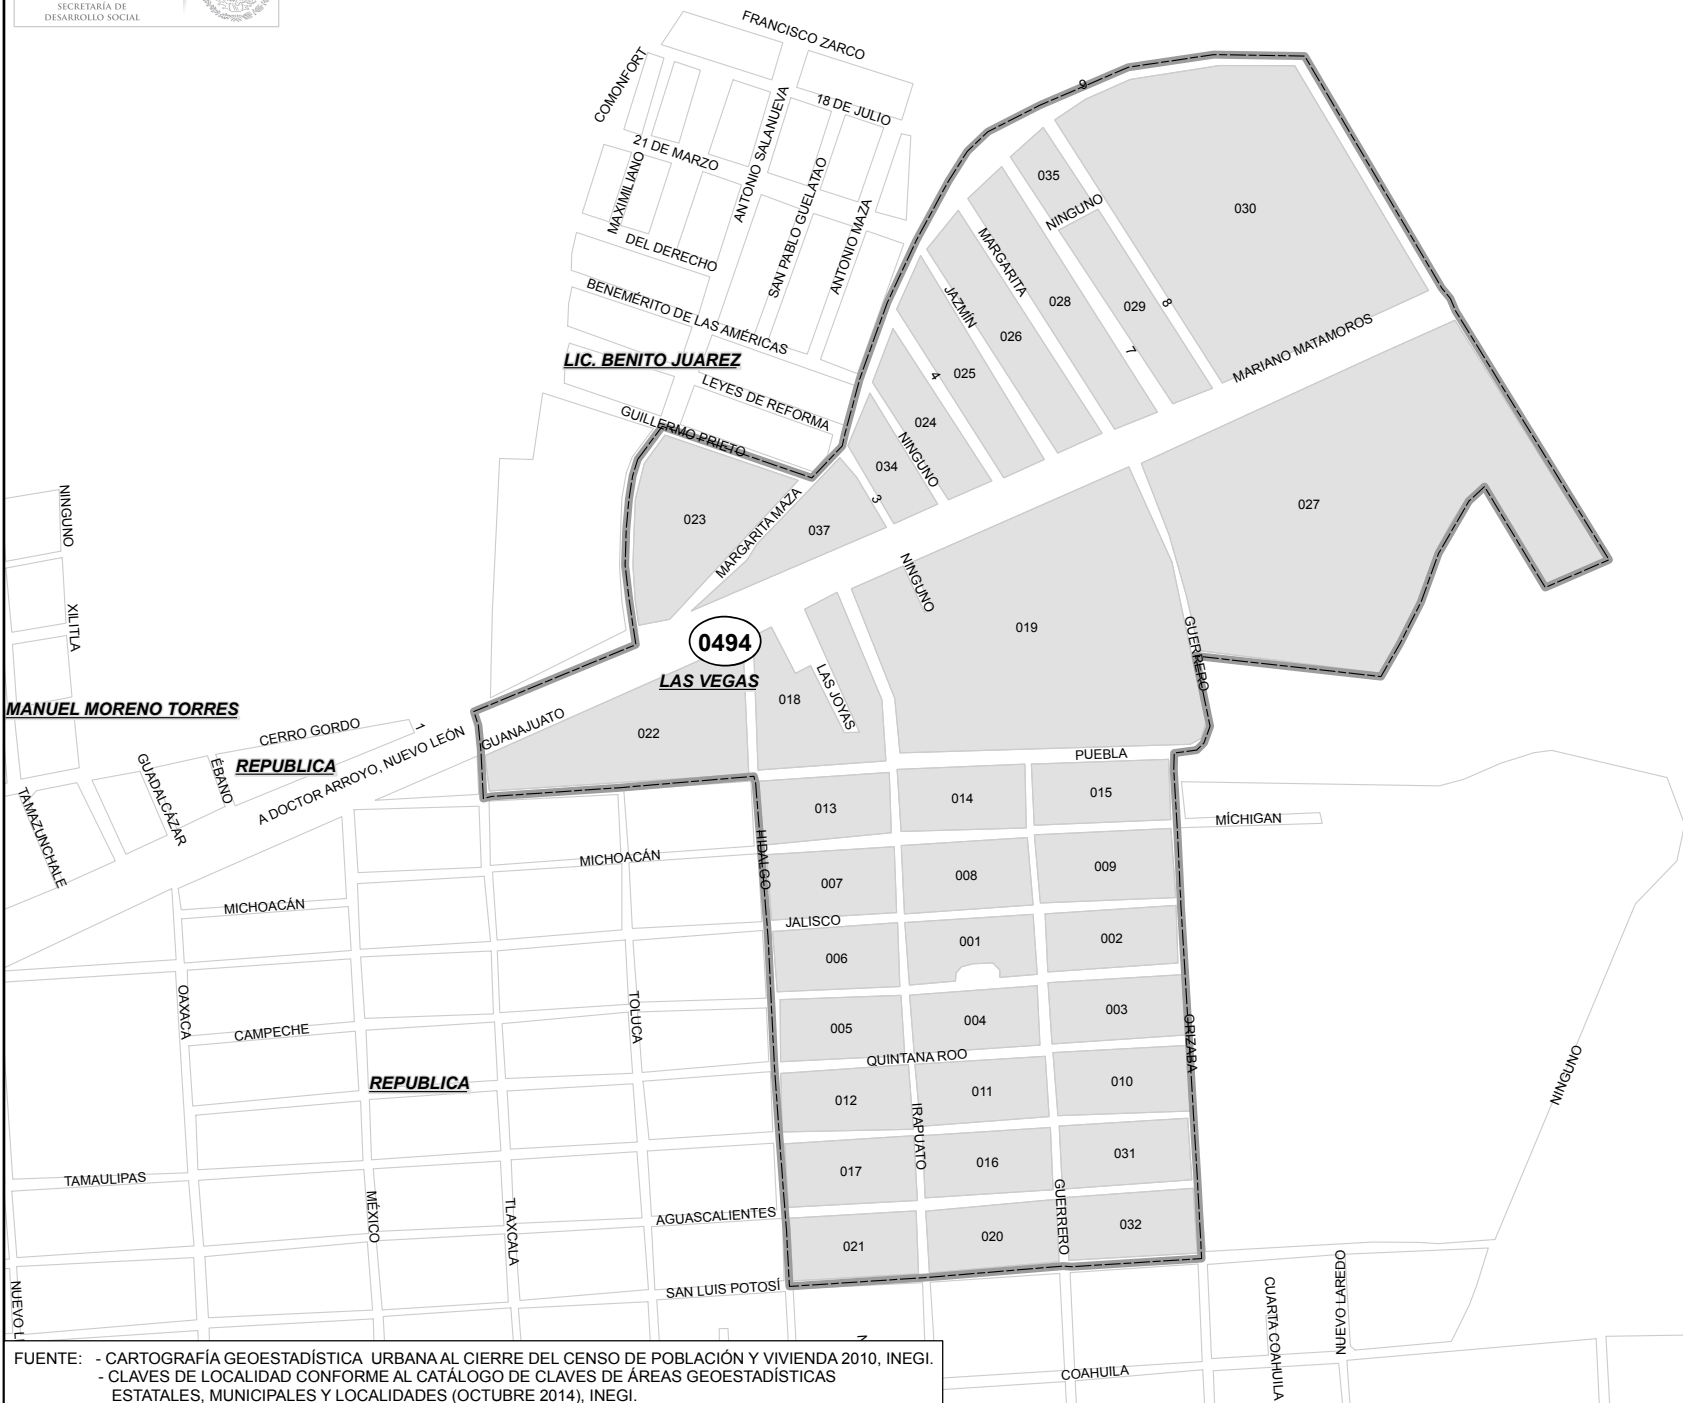 SECRETARÍA DE
DESARROLLO SOCIAL
FRANCISCO ZARCO
COMONFORT
18 DE JULIO
ANTONIO SALANUEVA
21 DE MARZO
MAXIMILIANO
SAN PABLO GUELATAO
ANTONIO MAZA
DEL DERECHO
BENEMÉRITO DE LAS AMÉRICAS
LIC. BENITO JUAREZ
LEYES DE REFORMA
GUILLERMO PRIETO
9
035
NINGUNO
030
MARGARITA
JAZMÍN
028
029
8
026
7
MARIANO MATAMOROS
025
4
024
NINGUNO
034
3
027
023
MARGARITA MAZA
037
NINGUNO
NINGUNO
XILITLA
019
GUERRERO
0494
LAS VEGAS
018
LAS JOYAS
022
GUANAJUATO
MANUEL MORENO TORRES
CERRO GORDO
1
REPUBLICA
ÉBANO
GUADALCÁZAR
A DOCTOR ARROYO, NUEVO LEÓN
TAMAZUNCHALE
PUEBLA
013
014
015
MÍCHIGAN
HIDALGO
MICHOACÁN
007
008
009
MICHOACÁN
JALISCO
001
002
006
OAXACA
TOLUCA
003
004
005
ORIZABA
CAMPECHE
QUINTANA ROO
NINGUNO
REPUBLICA
010
011
012
IRAPUATO
031
016
017
TAMAULIPAS
MÉXICO
TLAXCALA
GUERRERO
AGUASCALIENTES
032
020
021
SAN LUIS POTOSÍ
CUARTA COAHUILA
NUEVO LAREDO
NUEVO L
COAHUILA
FUENTE: - CARTOGRAFÍA GEOESTADÍSTICA URBANA AL CIERRE DEL CENSO DE POBLACIÓN Y VIVIENDA 2010, INEGI.
- CLAVES DE LOCALIDAD CONFORME AL CATÁLOGO DE CLAVES DE ÁREAS GEOESTADÍSTICAS
ESTATALES, MUNICIPALES Y LOCALIDADES (OCTUBRE 2014), INEGI.